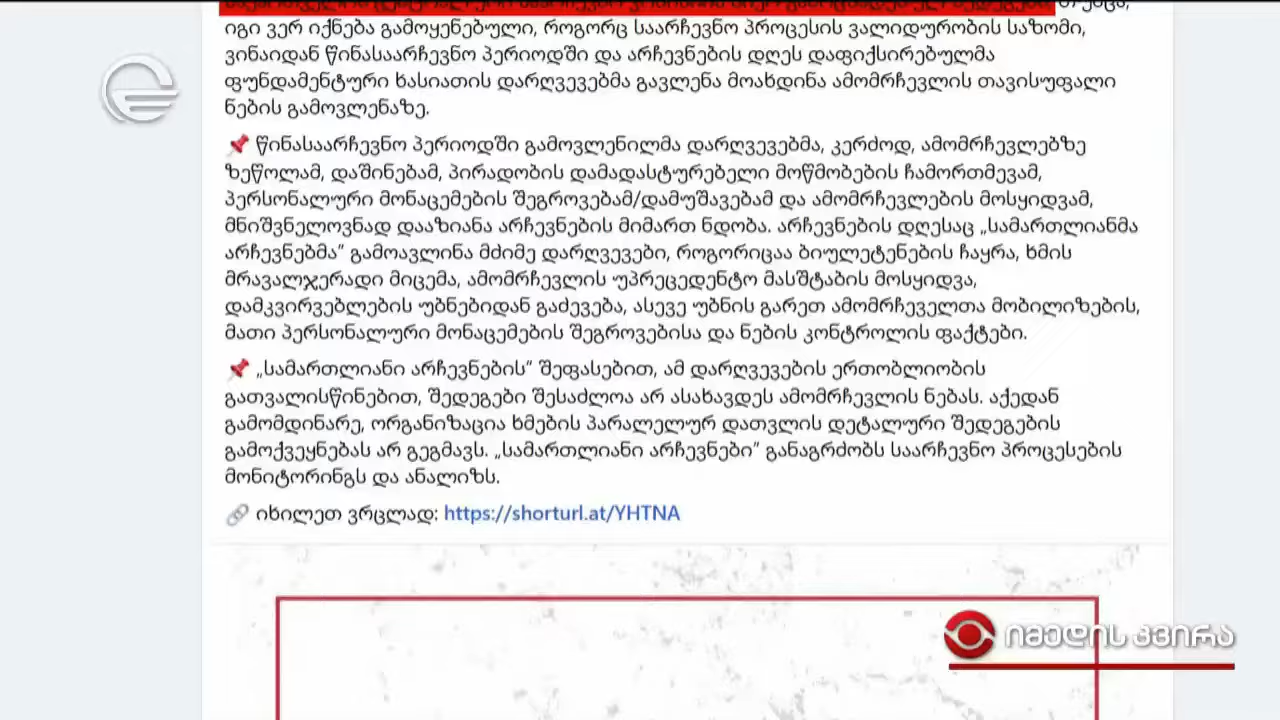 იგი ვერ იქნება გამოყენებული, როგორც საარჩევნო პროცესის ვალიდურობის საზომი,
ვინაიდან წინასაარჩევნო პერიოდში და არჩევნების დღეს დაფიქსირებულმა
ფუნდამენტური ხასიათის დარღვევებმა გავლენა მოახდინა ამომრჩევლის თავისუფალი
ნების გამოვლენაზე.
📌 წინასაარჩევნო პერიოდში გამოვლენილმა დარღვევებმა, კერძოდ, ამომრჩევლებზე
ზეწოლამ, დაშინებამ, პირადობის დამადასტურებელი მოწმობების ჩამორთმევამ,
პერსონალური მონაცემების შეგროვებამ/დამუშავებამ და ამომრჩევლების მოსყიდვამ,
მნიშვნელოვნად დააზიანა არჩევნების მიმართ ნდობა. არჩევნების დღესაც „სამართლიანმა
არჩევნებმა“ გამოავლინა მძიმე დარღვევები, როგორიცაა ბიულეტენების ჩაყრა, ხმის
მრავალჯერადი მიცემა, ამომრჩევლის უპრეცედენტო მასშტაბის მოსყიდვა,
დამკვირვებლების უბნებიდან გაძევება, ასევე უბნის გარეთ ამომრჩეველთა მობილიზების,
მათი პერსონალური მონაცემების შეგროვებისა და ნების კონტროლის ფაქტები.
📌 „სამართლიანი არჩევნების“ შეფასებით, ამ დარღვევების ერთობლიობის
გათვალისწინებით, შედეგები შესაძლოა არ ასახავდეს ამომრჩევლის ნებას. აქედან
გამომდინარე, ორგანიზაცია ხმების პარალელურ დათვლის დეტალური შედეგების
გამოქვეყნებას არ გეგმავს. „სამართლიანი არჩევნები“ განაგრძობს საარჩევნო პროცესების
მონიტორინგს და ანალიზს.
🔗 იხილეთ ვრცლად: https://shorturl.at/YHTNA
იმედის კვირა